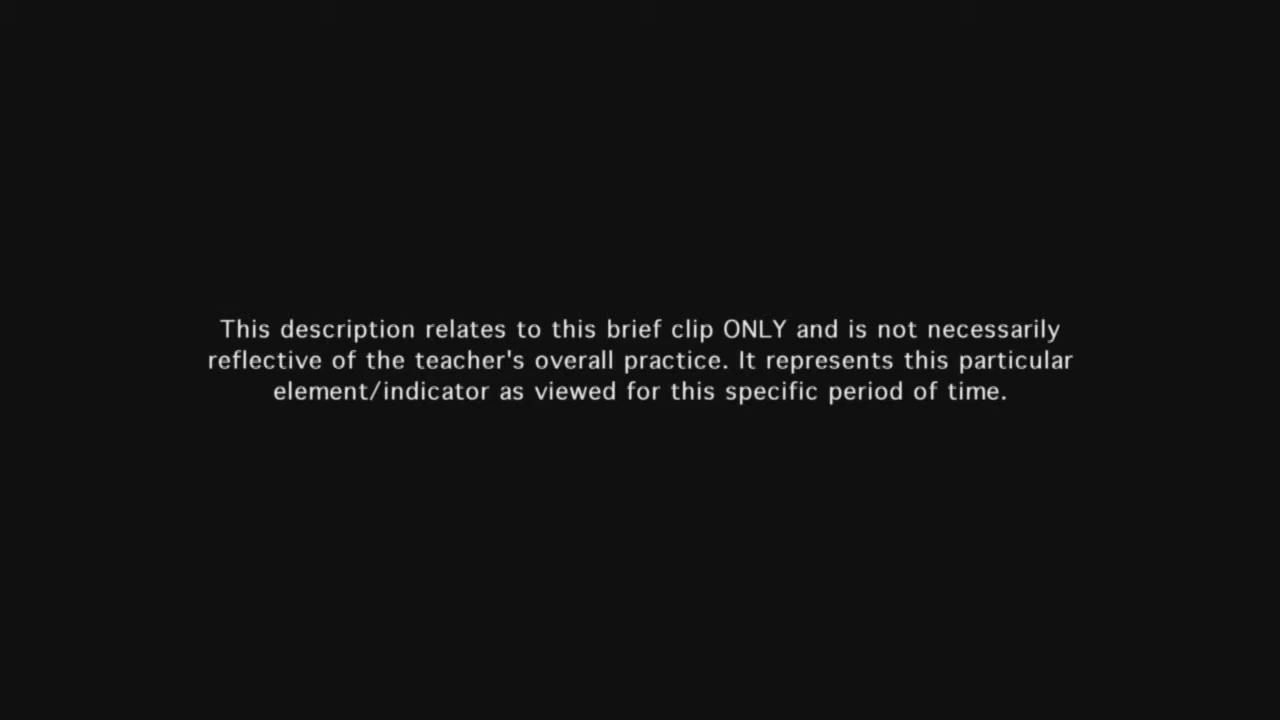 This description relates to this brief clip ONLY and is not necessarily
reflective of the teacher's overall practice. It represents this particular
element/indicator as viewed for this specific period of time.